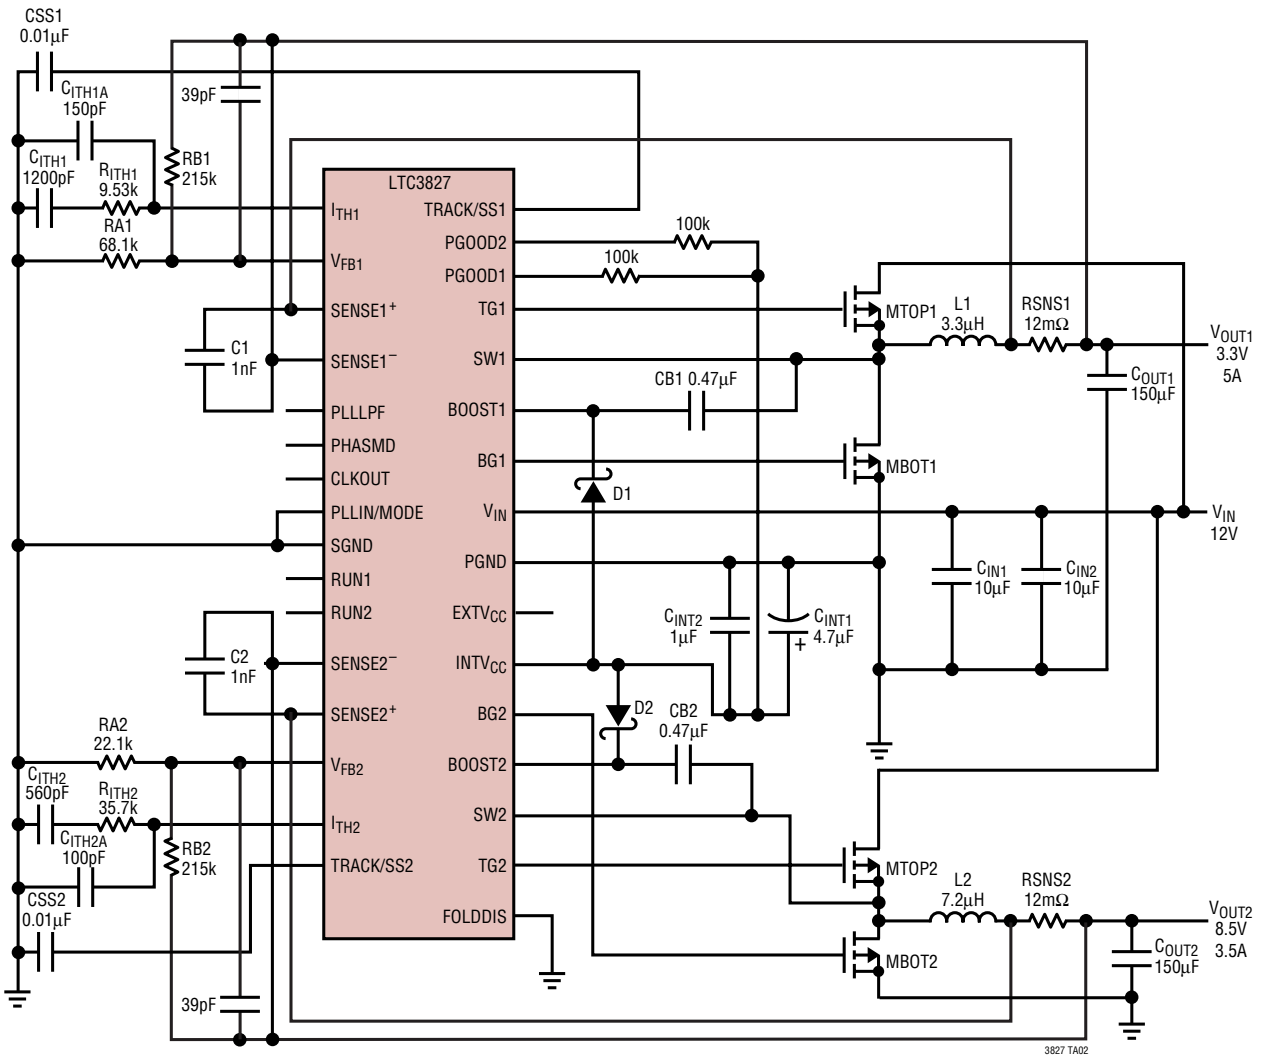 CSS1
0.01μF
CITH1A
150pF
39pF
CITH1
1200pF
RITH1
9.53k
RB1
215k
RA1
68.1k
C1
1nF
LTC3827
ITH1
VFB1
SENSE1+
SENSE1–
PLLLPF
PHASMD
CLKOUT
PLLIN/MODE
SGND
RUN1
RUN2
SENSE2–
SENSE2+
VFB2
ITH2
TRACK/SS2
TRACK/SS1
PGOOD2
PGOOD1
TG1
SW1
BOOST1
BG1
VIN
PGND
EXTVCC
INTVCC
BG2
BOOST2
SW2
TG2
FOLDDIS
100k
100k
MTOP1
L1
3.3μH
RSNS1
12mΩ
VOUT1
3.3V
5A
COUT1
150μF
CB1 0.47μF
MBOT1
D1
VIN
12V
CIN1
10μF
CIN2
10μF
CINT2
1μF
CINT1
4.7μF
+
D2
CB2
0.47μF
C2
1nF
RA2
22.1k
CITH2
560pF
RITH2
35.7k
CITH2A
100pF
RB2
215k
CSS2
0.01μF
39pF
MTOP2
L2
7.2μH
RSNS2
12mΩ
VOUT2
8.5V
3.5A
COUT2
150μF
MBOT2
3827 TA02